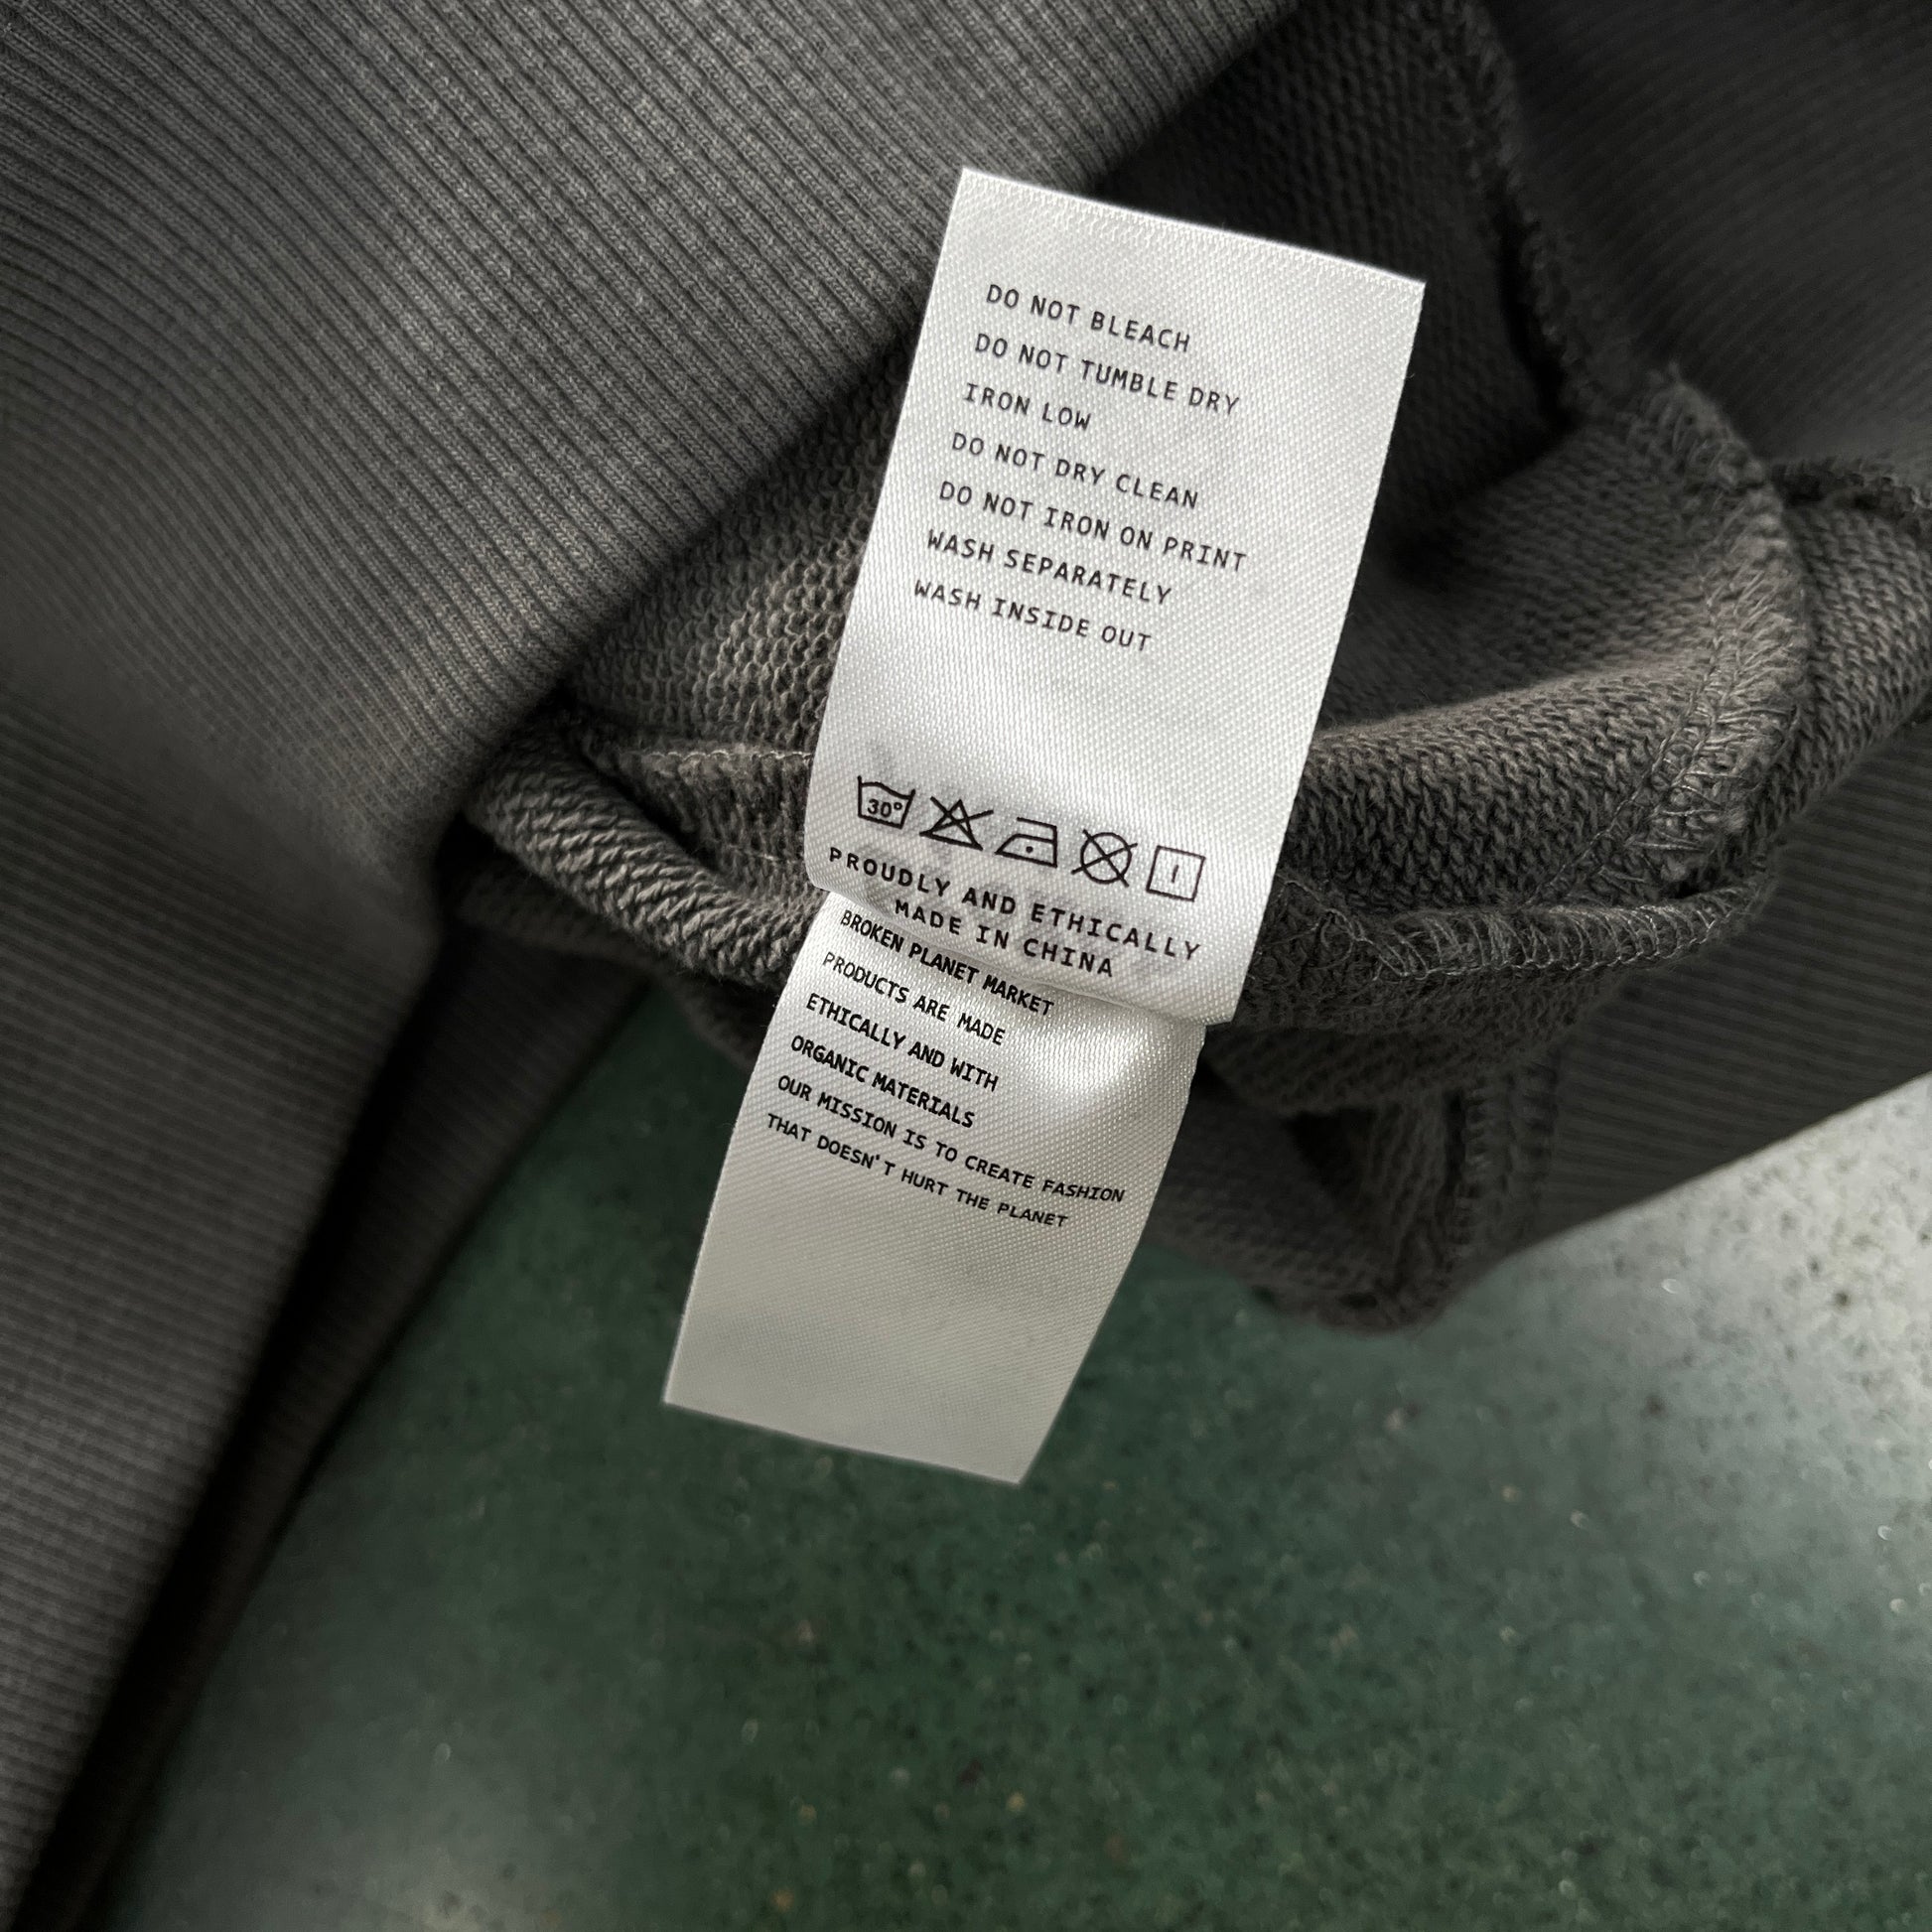 DO NOT BLEACH
DO NOT TUMBLE DRY
IRON LOW
DO NOT DRY CLEAN
DO NOT IRON ON PRINT
WASH SEPARATELY
WASH INSIDE OUT
30°
PROUDLY AND ETHICALLY
MADE IN CHINA
BROKEN PLANET MARKET
PRODUCTS ARE MADE
ETHICALLY AND WITH
ORGANIC MATERIALS
OUR MISSION IS TO CREATE FASHION
THAT DOESN'T HURT THE PLANET